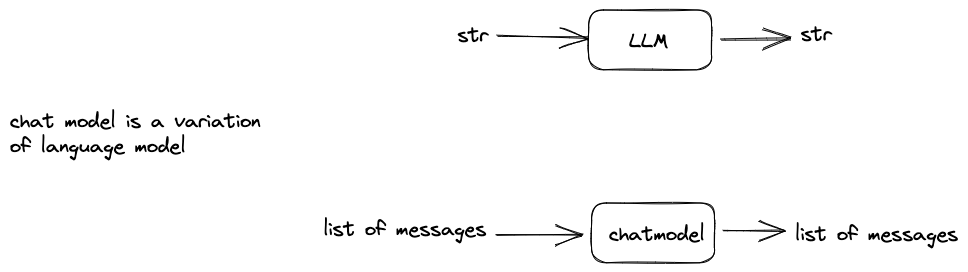 str
LLM
str
chat model is a variation
of language model
list of messages
chatmodel
list of messages